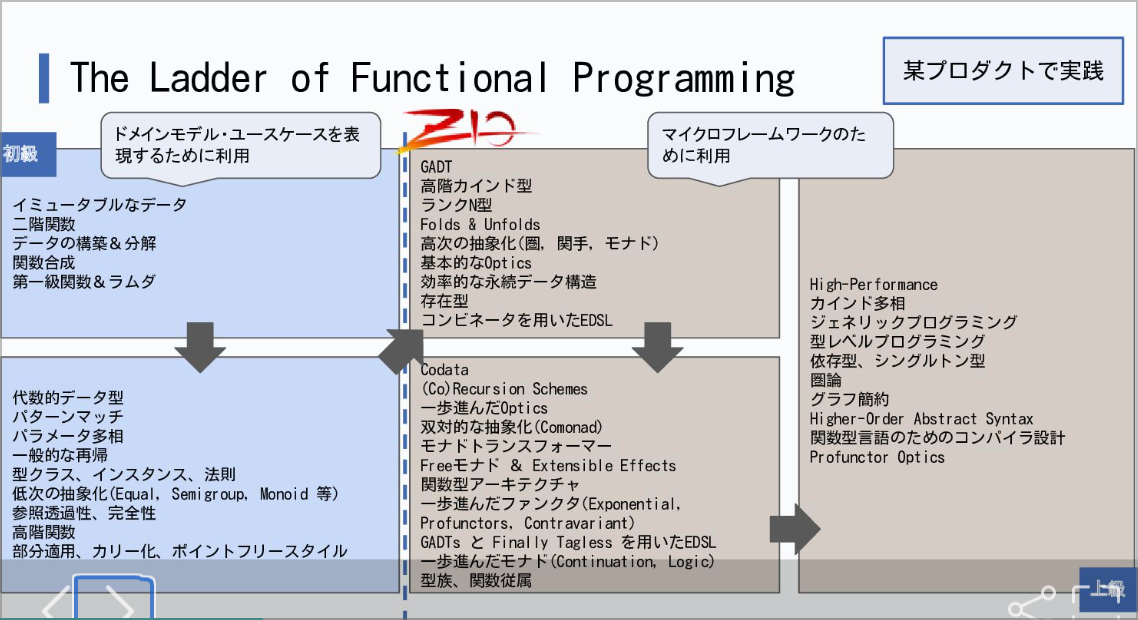 The Ladder of Functional Programming
某プロダクトで実践
ドメインモデル・ユースケースを表
現するために利用
ZIO
マイクロフレームワークのた
めに利用
初級
イミュータブルなデータ
二階関数
データの構築＆分解
関数合成
第一級関数＆ラムダ
代数的データ型
パターンマッチ
パラメータ多相
一般的な再帰
型クラス、インスタンス、法則
低次の抽象化(Equal, Semigroup, Monoid 等)
参照透過性、完全性
高階関数
部分適用、カリー化、ポイントフリースタイル
GADT
高階カインド型
ランクN型
Folds & Unfolds
高次の抽象化(圏, 関手, モナド)
基本的なOptics
効率的な永続データ構造
存在型
コンビネータを用いたEDSL
Codata
(Co)Recursion Schemes
一歩進んだOptics
双対的な抽象化(Comonad)
モナドトランスフォーマー
Freeモナド ＆ Extensible Effects
関数型アーキテクチャ
一歩進んだファンクタ(Exponential,
Profunctors, Contravariant)
GADTs と Finally Tagless を用いたEDSL
一歩進んだモナド(Continuation, Logic)
型族、関数従属
High-Performance
カインド多相
ジェネリックプログラミング
型レベルプログラミング
依存型、シングルトン型
圏論
グラフ簡約
Higher-Order Abstract Syntax
関数型言語のためのコンパイラ設計
Profunctor Optics
上級